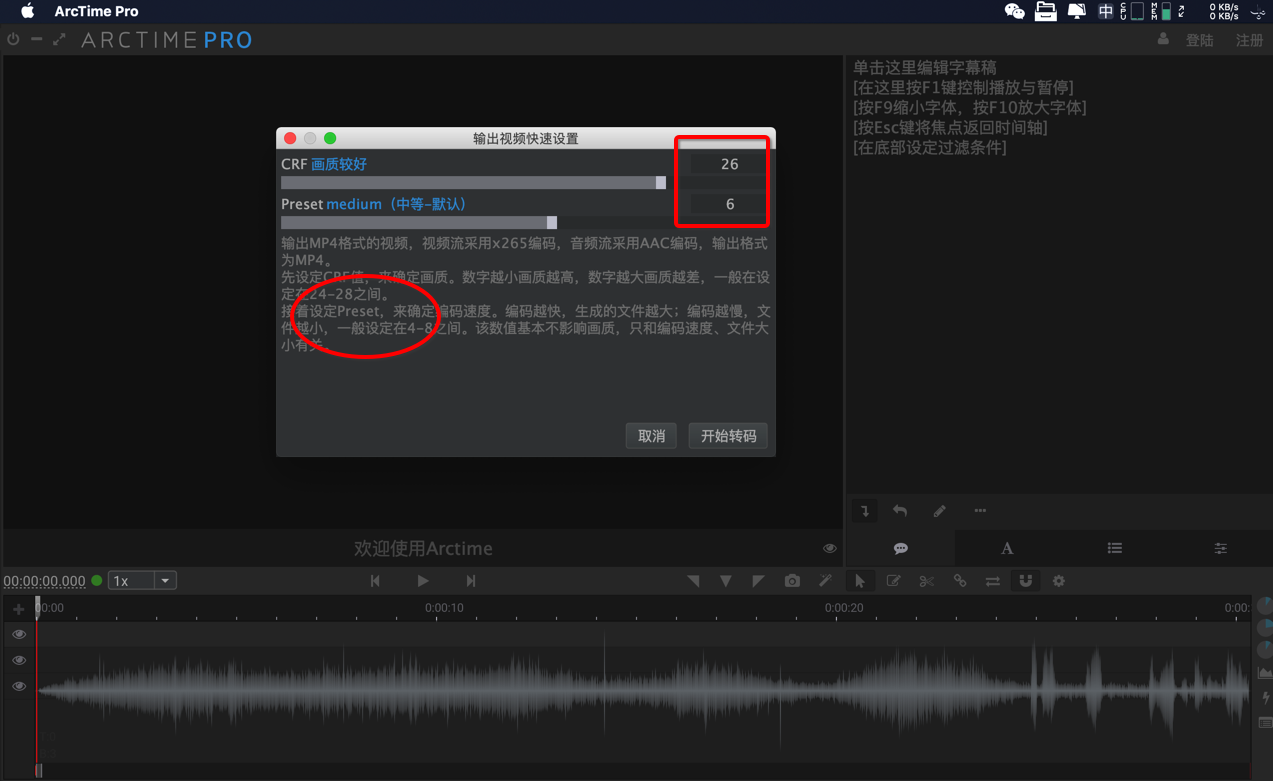 ArcTime Pro
中
CPU
MEM
0 KB/s
0 KB/s
ARCTIME PRO
登陆
注册
单击这里编辑字幕稿
[在这里按F1键控制播放与暂停]
[按F9缩小字体，按F10放大字体]
[按Esc键将焦点返回时间轴]
[在底部设定过滤条件]
输出视频快速设置
CRF 画质较好
26
Preset medium（中等-默认）
6
输出MP4格式的视频，视频流采用x265编码，音频流采用AAC编码，输出格式
为MP4。
先设定CRF值，来确定画质。数字越小画质越高，数字越大画质越差，一般在设
定在24-28之间。
接着设定Preset，来确定编码速度。编码越快，生成的文件越大；编码越慢，文
件越小，一般设定在4-8之间。该数值基本不影响画质，只和编码速度、文件大
小有关。
取消
开始转码
欢迎使用Arctime
A
00:00:00.000
1x
00:00
0:00:10
0:00:20
0:00: